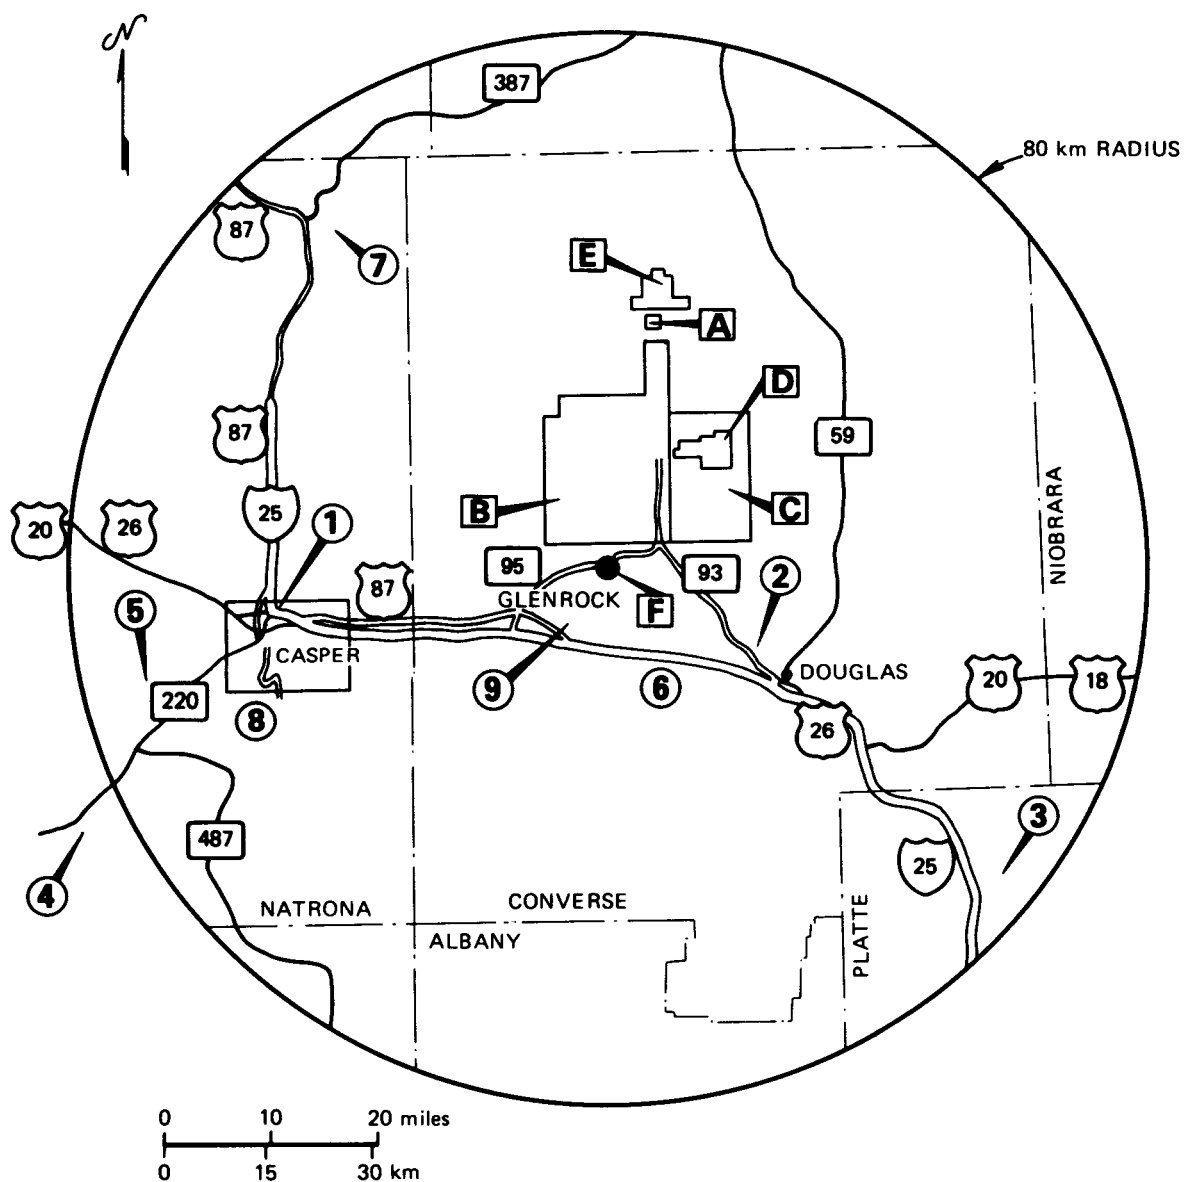 N
387
80 km RADIUS
87
7
E
A
D
87
59
B
C
20
26
25
1
95
93
2
NIOBRARA
87
GLENROCK
F
5
CASPER
DOUGLAS
220
9
6
20
18
8
26
487
3
25
4
NATRONA
CONVERSE
ALBANY
PLATTE
0 10 20 miles
0 15 30 km